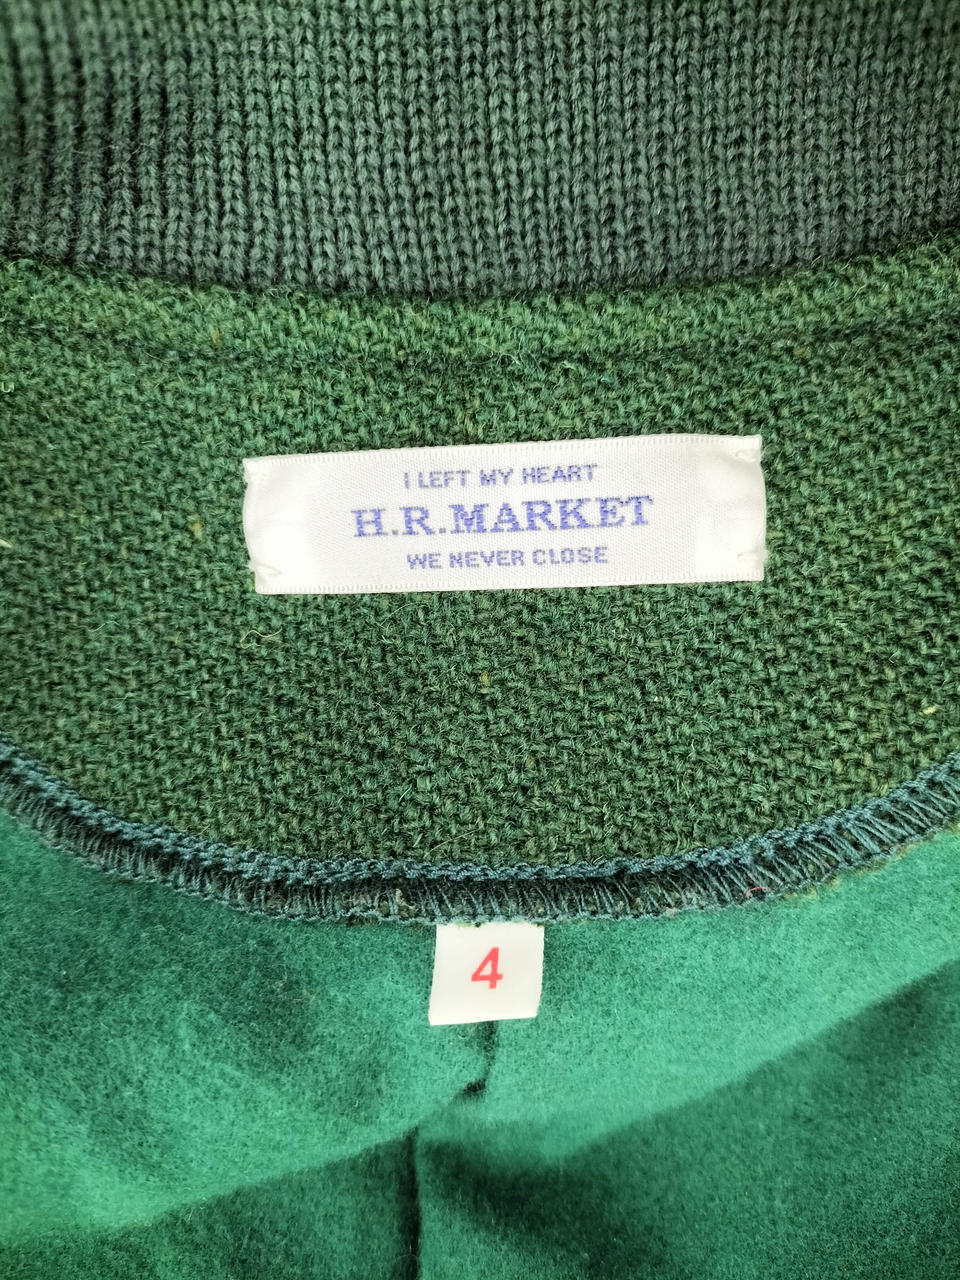 I LEFT MY HEART
H.R.MARKET
WE NEVER CLOSE
4